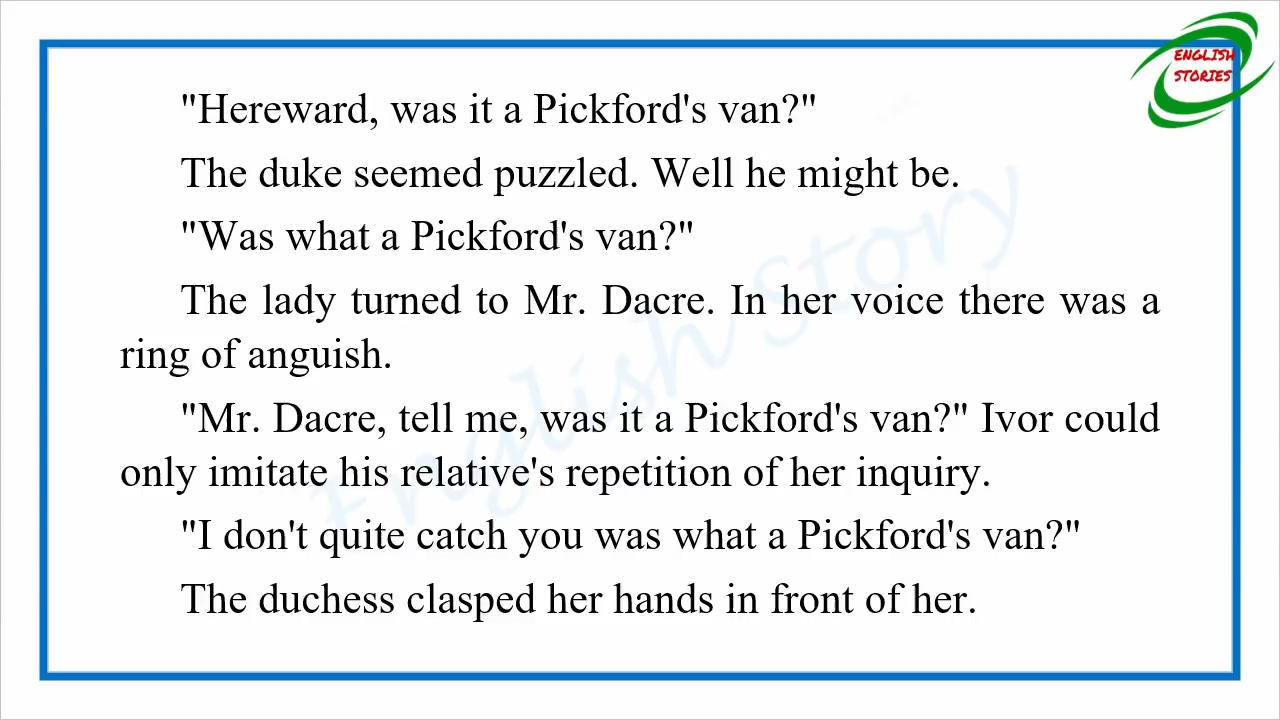 ENGLISH
STORIES
"Hereward, was it a Pickford's van?"
The duke seemed puzzled. Well he might be.
"Was what a Pickford's van?"
The lady turned to Mr. Dacre. In her voice there was a
ring of anguish.
"Mr. Dacre, tell me, was it a Pickford's van?" Ivor could
only imitate his relative's repetition of her inquiry.
"I don't quite catch you was what a Pickford's van?"
The duchess clasped her hands in front of her.
English Story